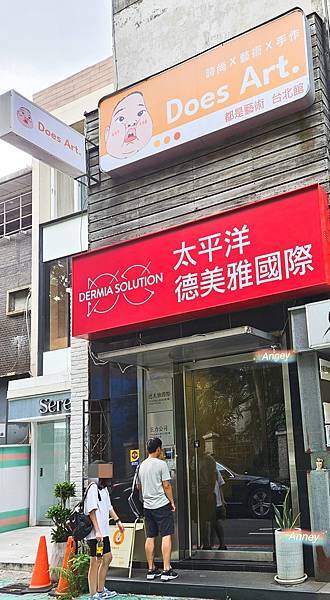 時尚 X 藝術 X 手作
Does Art.
都是藝術 台北館
Does Art.
太平洋
德美雅國際
DERMIA SOLUTION
Anney
Sere
Anney